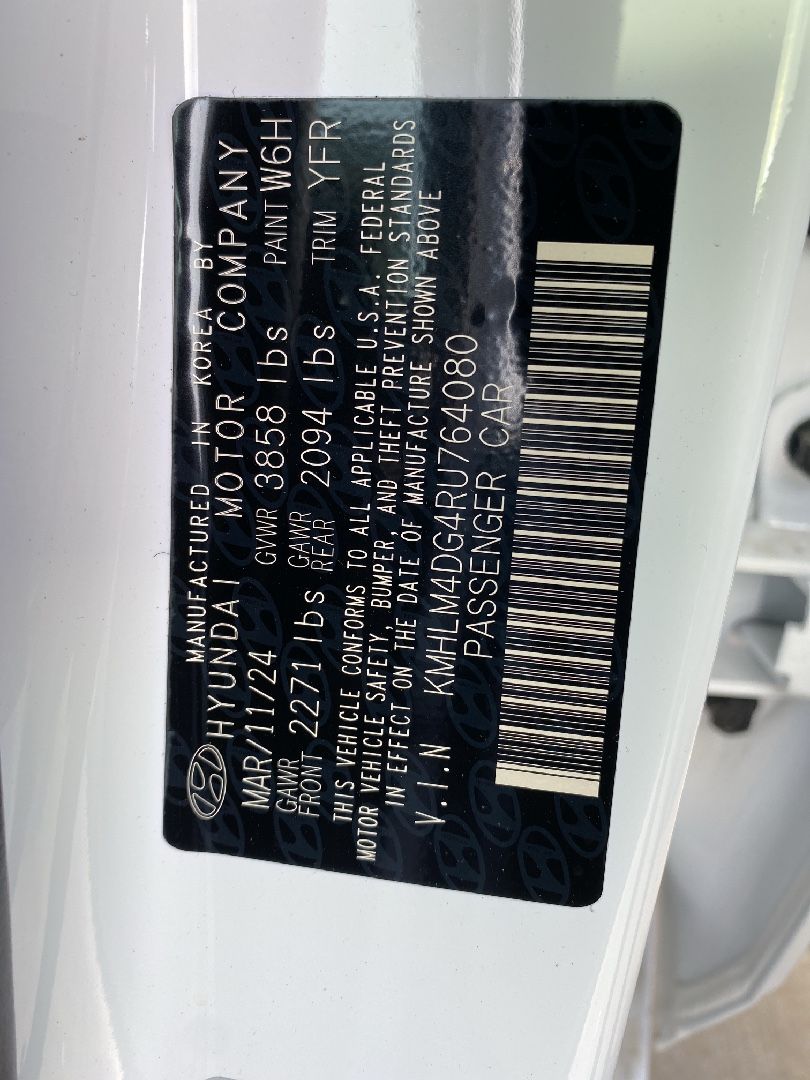 MANUFACTURED IN KOREA BY
HYUNDAI MOTOR COMPANY
MAR/11/24 GVWR 3858 lbs PAINT W6H
GAWR FRONT 2271 lbs GAWR REAR 2094 lbs TRIM YFR
THIS VEHICLE CONFORMS TO ALL APPLICABLE U.S.A. FEDERAL
MOTOR VEHICLE SAFETY, BUMPER, AND THEFT PREVENTION STANDARDS
IN EFFECT ON THE DATE OF MANUFACTURE SHOWN ABOVE
V.I.N KMHLM4DG4RU764080
PASSENGER CAR